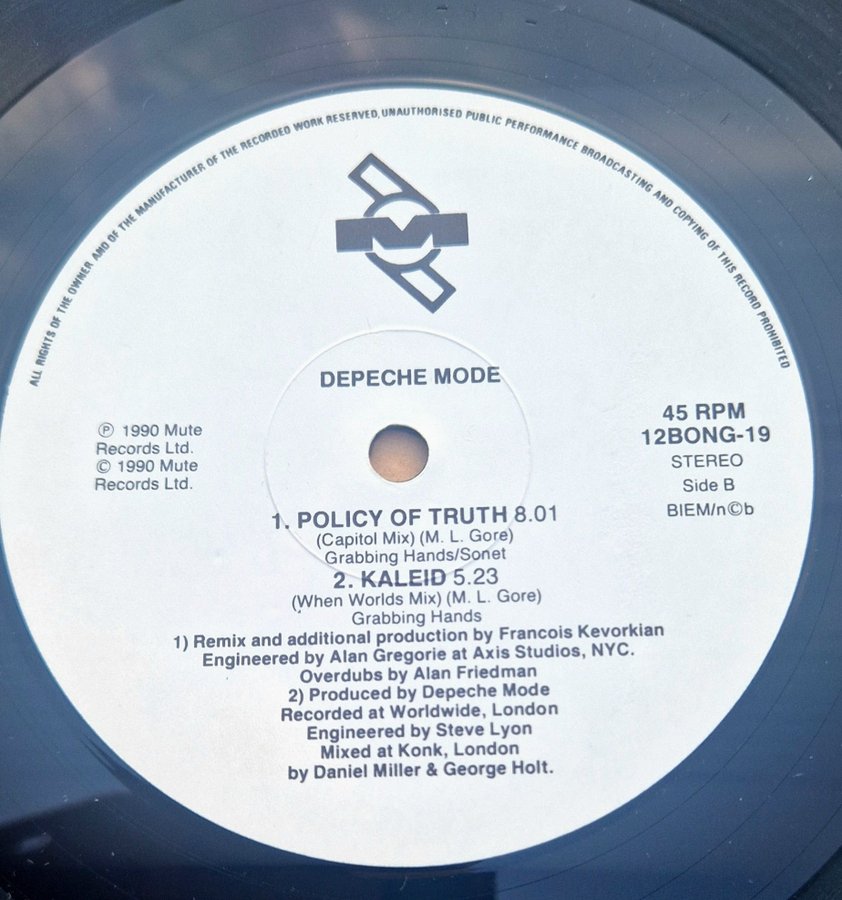 ALL RIGHTS OF THE OWNER AND OF THE MANUFACTURER OF THE RECORDED WORK RESERVED, UNAUTHORISED PUBLIC PERFORMANCE BROADCASTING AND COPYING OF THIS RECORD PROHIBITED
M
DEPECHE MODE
℗ 1990 Mute
Records Ltd.
© 1990 Mute
Records Ltd.
45 RPM
12BONG-19
STEREO
Side B
BIEM/n©b
1. POLICY OF TRUTH 8.01
(Capitol Mix) (M. L. Gore)
Grabbing Hands/Sonet
2. KALEID 5.23
(When Worlds Mix) (M. L. Gore)
Grabbing Hands
1) Remix and additional production by Francois Kevorkian
Engineered by Alan Gregorie at Axis Studios, NYC.
Overdubs by Alan Friedman
2) Produced by Depeche Mode
Recorded at Worldwide, London
Engineered by Steve Lyon
Mixed at Konk, London
by Daniel Miller & George Holt.